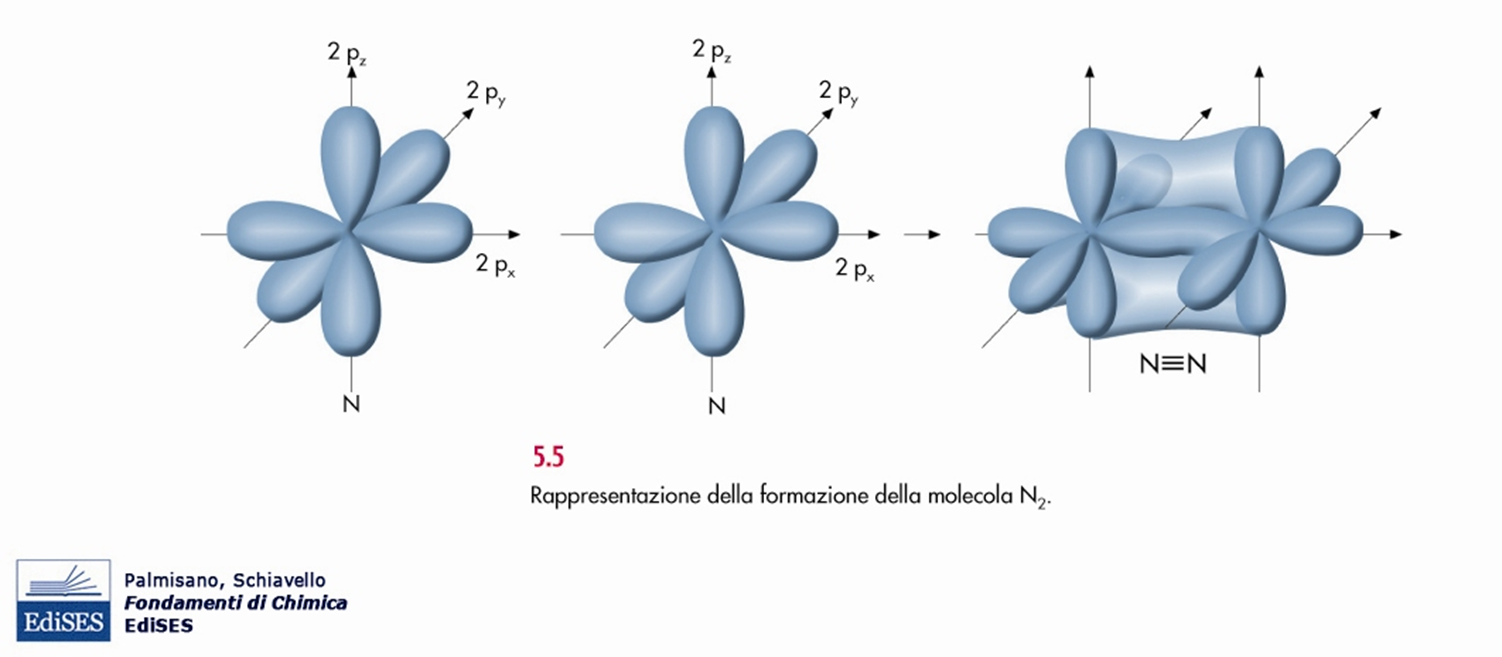 2 pz
2 py
2 px
N
2 pz
2 py
2 px
N
N≡N
5.5
Rappresentazione della formazione della molecola N2.
EdiSES
Palmisano, Schiavello
Fondamenti di Chimica
EdiSES